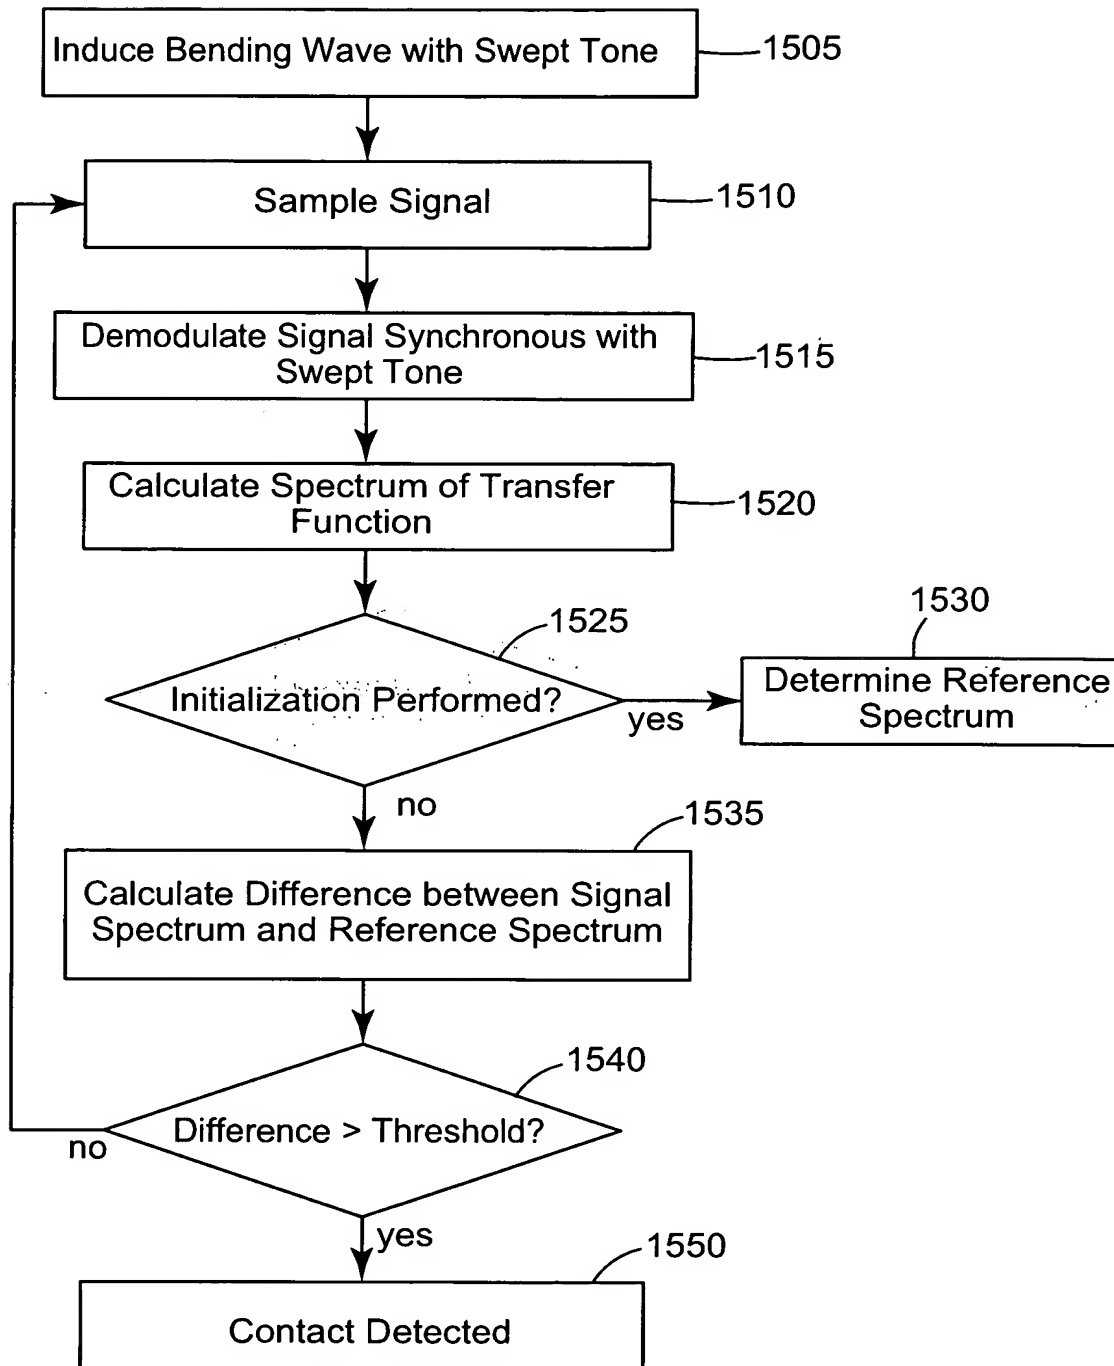 Induce Bending Wave with Swept Tone
1505
Sample Signal
1510
Demodulate Signal Synchronous with
Swept Tone
1515
Calculate Spectrum of Transfer
Function
1520
1525
Initialization Performed?
yes
1530
Determine Reference
Spectrum
no
1535
Calculate Difference between Signal
Spectrum and Reference Spectrum
1540
Difference > Threshold?
no
yes
1550
Contact Detected